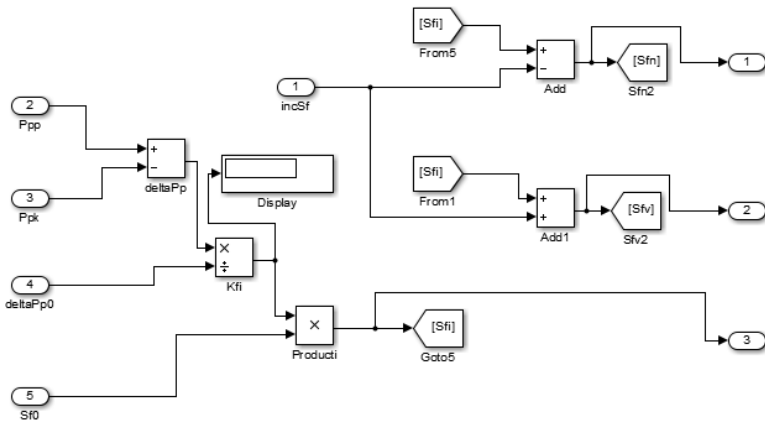 [Sfi]
From5
+
−
Add
[Sfn]
Sfn2
1
1
incSf
2
Ppp
+
−
deltaPp
3
Ppk
Display
[Sfi]
From1
+
+
Add1
[Sfv]
Sfv2
2
×
÷
Kfi
4
deltaPp0
×
Producti
[Sfi]
Goto5
3
5
Sf0